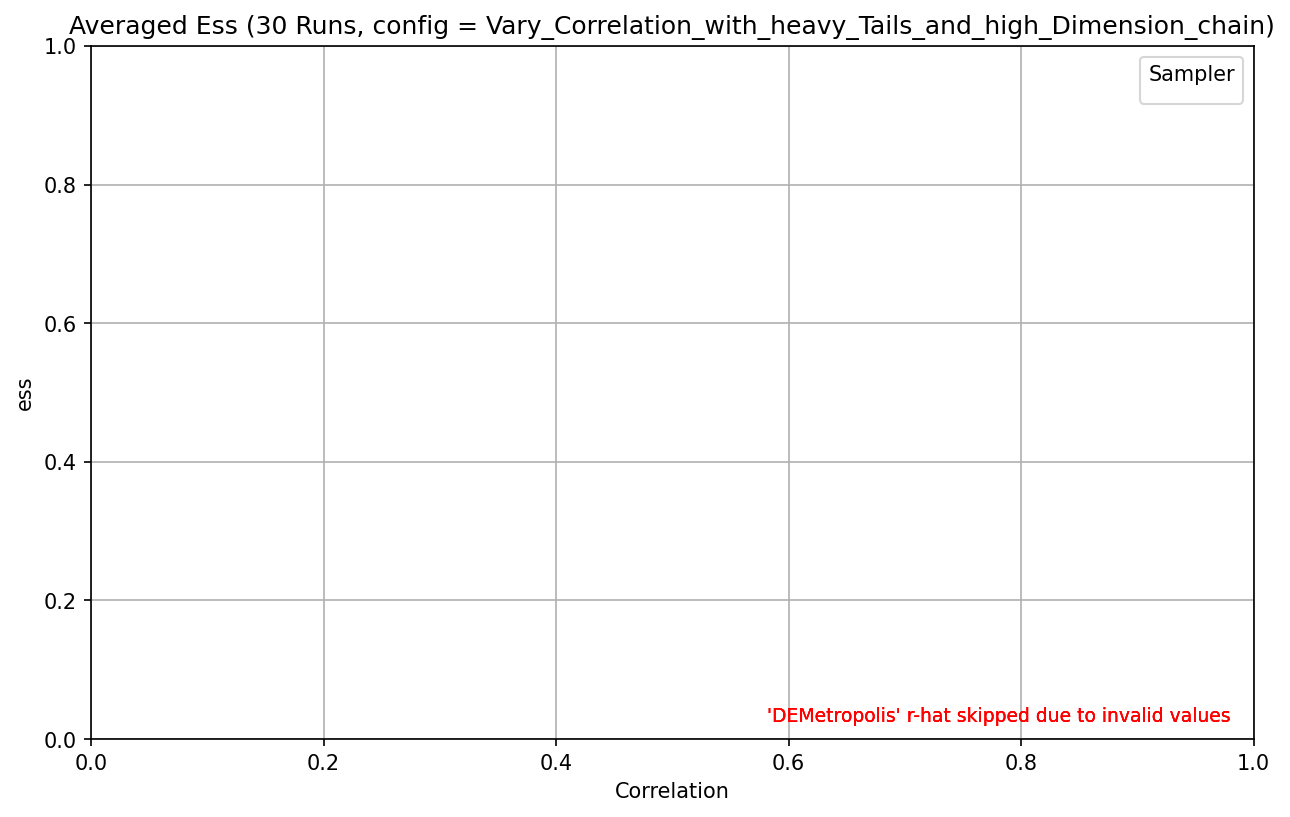 Averaged Ess (30 Runs, config = Vary_Correlation_with_heavy_Tails_and_high_Dimension_chain)
1.0
Sampler
0.8
0.6
ess
0.4
0.2
'DEMetropolis' r-hat skipped due to invalid values
0.0
0.0 0.2 0.4 0.6 0.8 1.0
Correlation